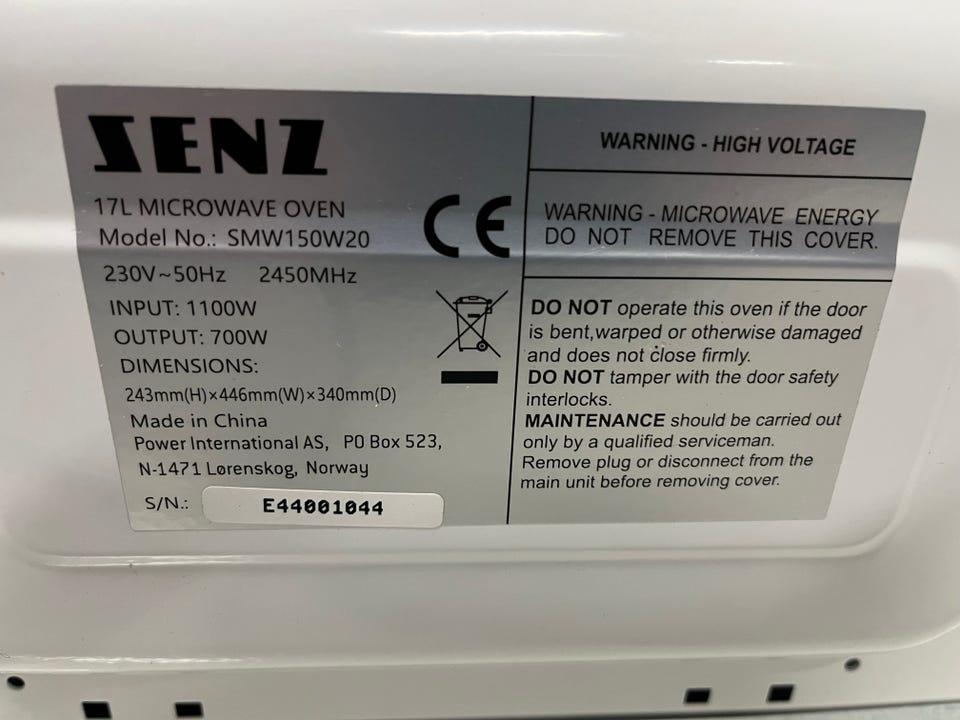 SENZ
17L MICROWAVE OVEN
Model No.: SMW150W20
230V~50Hz 2450MHz
INPUT: 1100W
OUTPUT: 700W
DIMENSIONS:
243mm(H)×446mm(W)×340mm(D)
Made in China
Power International AS, PO Box 523,
N-1471 Lørenskog, Norway
S/N.: E44001044
CE
WARNING - HIGH VOLTAGE
WARNING - MICROWAVE ENERGY
DO NOT REMOVE THIS COVER.
DO NOT operate this oven if the door
is bent,warped or otherwise damaged
and does not close firmly.
DO NOT tamper with the door safety
interlocks.
MAINTENANCE should be carried out
only by a qualified serviceman.
Remove plug or disconnect from the
main unit before removing cover.